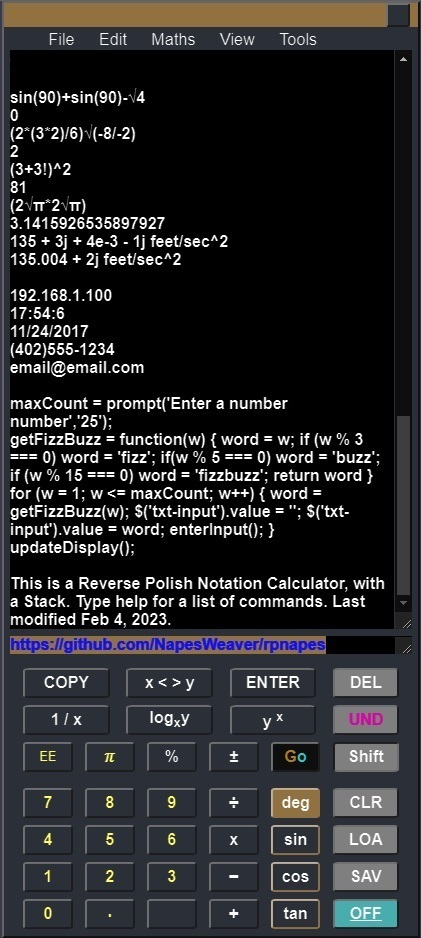 File Edit Maths View Tools
sin(90)+sin(90)-√4
0
(2*(3*2)/6)√(-8/-2)
2
(3+3!)^2
81
(2√π*2√π)
3.1415926535897927
135 + 3j + 4e-3 - 1j feet/sec^2
135.004 + 2j feet/sec^2
192.168.1.100
17:54:6
11/24/2017
(402)555-1234
email@email.com
maxCount = prompt('Enter a number
number','25');
getFizzBuzz = function(w) { word = w; if (w % 3
=== 0) word = 'fizz'; if(w % 5 === 0) word = 'buzz';
if (w % 15 === 0) word = 'fizzbuzz'; return word }
for (w = 1; w <= maxCount; w++) { word =
getFizzBuzz(w); $('txt-input').value = ''; $('txt-
input').value = word; enterInput(); }
updateDisplay();
This is a Reverse Polish Notation Calculator, with
a Stack. Type help for a list of commands. Last
modified Feb 4, 2023.
https://github.com/NapesWeaver/rpnapes
COPY x < > y ENTER DEL
1 / x logxy y x UND
EE π % ± Go Shift
7 8 9 ÷ deg CLR
4 5 6 x sin LOA
1 2 3 − cos SAV
0 . + tan OFF